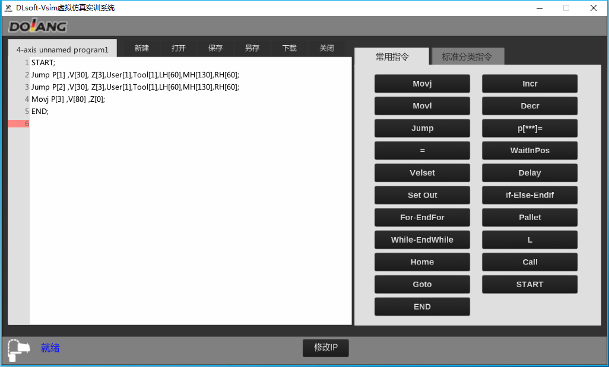 DLsoft-Vsim虚拟仿真实训系统
DOLANG
4-axis unnamed program1
新建
打开
保存
另存
下载
关闭
常用指令
标准分类指令
1 START;
2 Jump P[1] ,V[30], Z[3],User[1],Tool[1],LH[60],MH[130],RH[60];
3 Jump P[2] ,V[30], Z[3],User[1],Tool[1],LH[60],MH[130],RH[60];
4 Movj P[3] ,V[80] ,Z[0];
5 END;
6
Movj
Incr
Movl
Decr
Jump
p[***]=
=
WaitInPos
Velset
Delay
Set Out
if-Else-Endif
For-EndFor
Pallet
While-EndWhile
L
Home
Call
Goto
START
END
就绪
修改IP